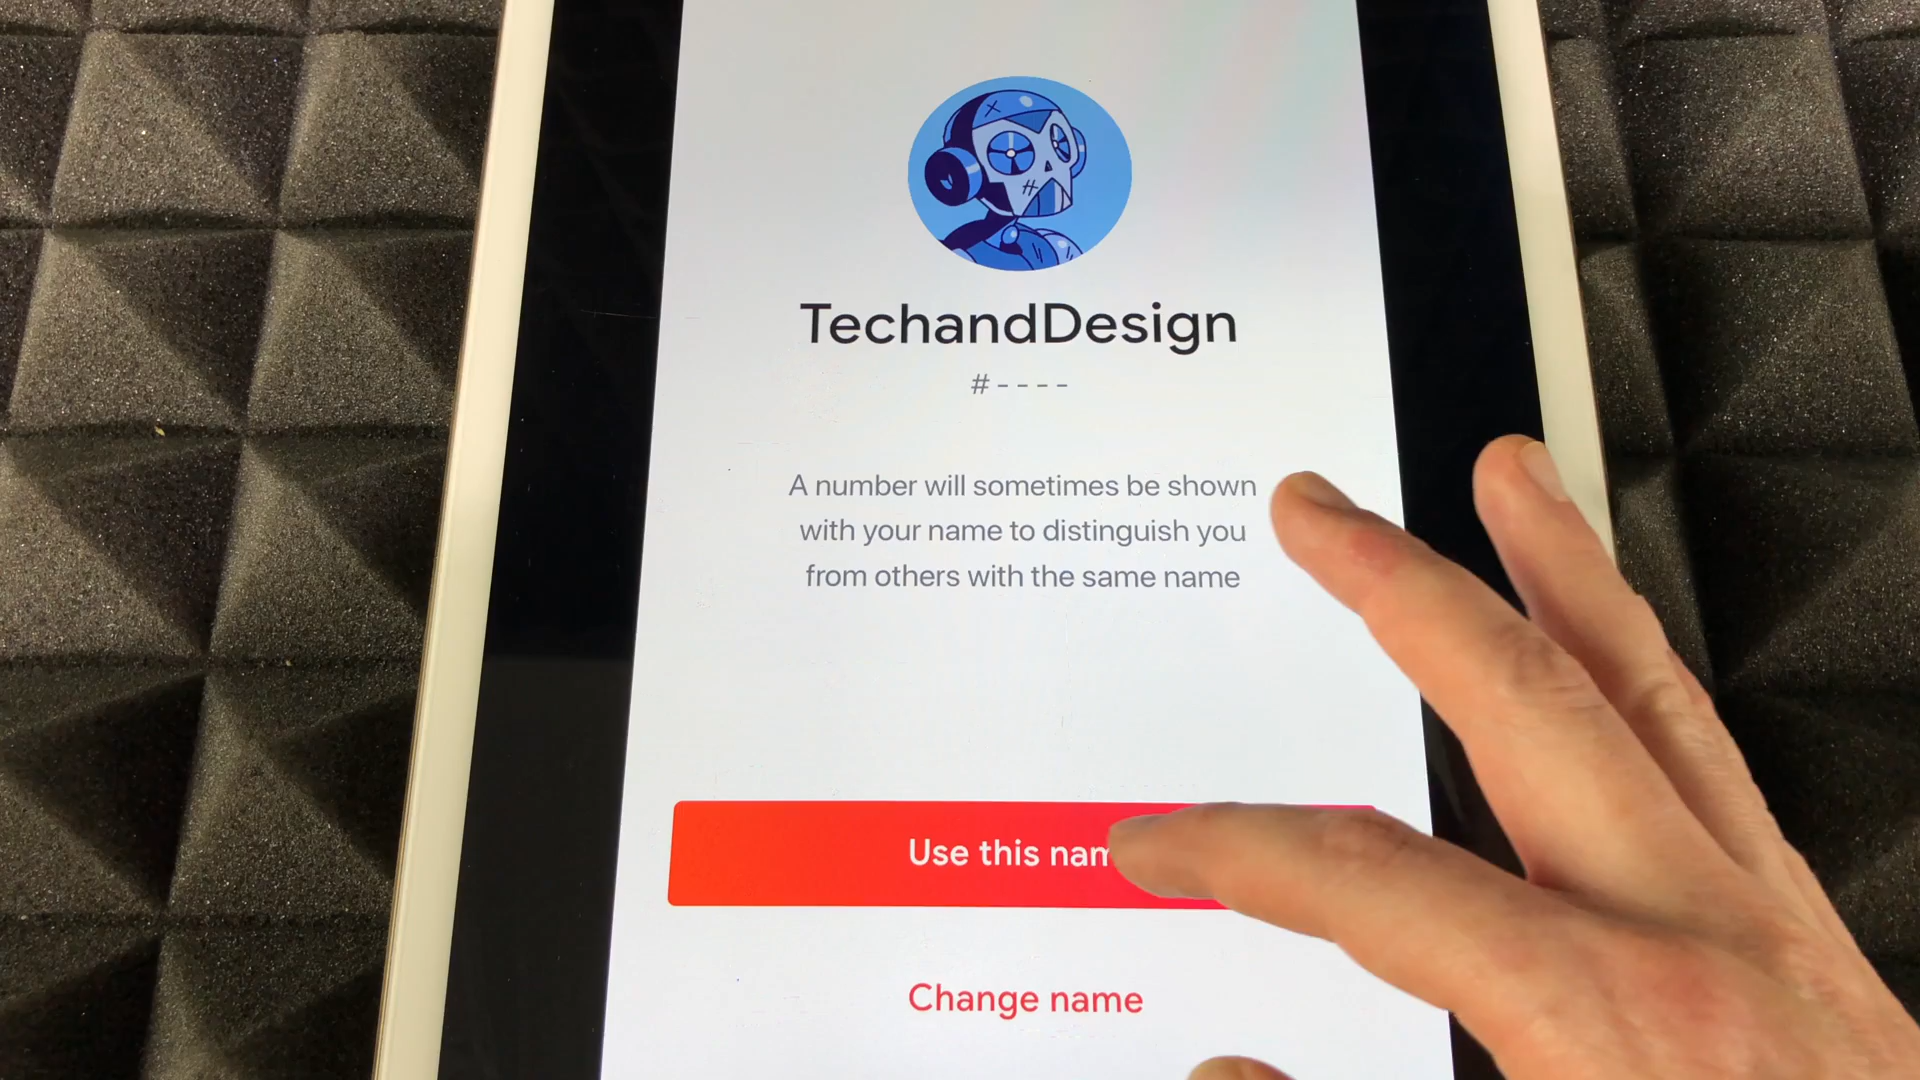 TechandDesign
#----
A number will sometimes be shown
with your name to distinguish you
from others with the same name
Use this nam
Change name